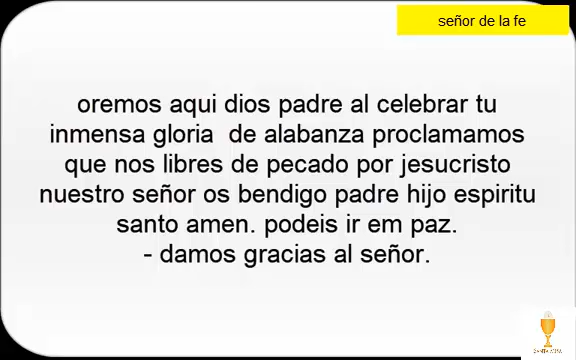 señor de la fe
oremos aqui dios padre al celebrar tu
inmensa gloria  de alabanza proclamamos
que nos libres de pecado por jesucristo
nuestro señor os bendigo padre hijo espiritu
santo amen. podeis ir em paz.
- damos gracias al señor.